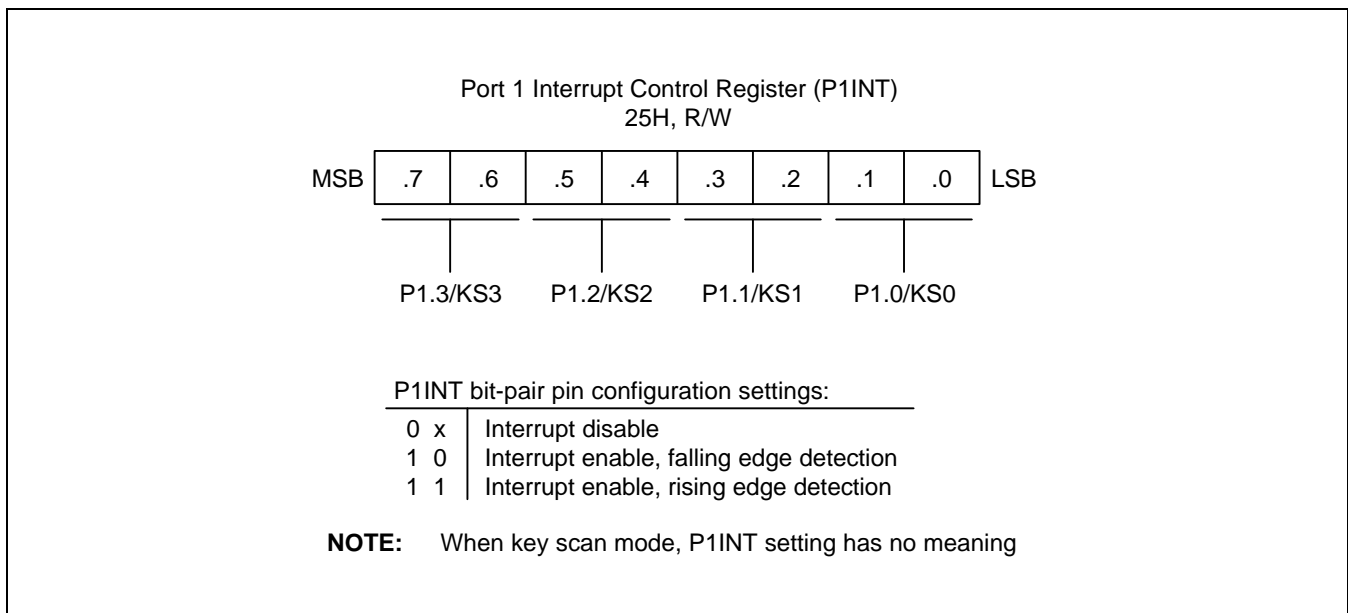 Port 1 Interrupt Control Register (P1INT)
25H, R/W
MSB .7 .6 .5 .4 .3 .2 .1 .0 LSB
P1.3/KS3 P1.2/KS2 P1.1/KS1 P1.0/KS0
P1INT bit-pair pin configuration settings:
0 x Interrupt disable
1 0 Interrupt enable, falling edge detection
1 1 Interrupt enable, rising edge detection
NOTE: When key scan mode, P1INT setting has no meaning